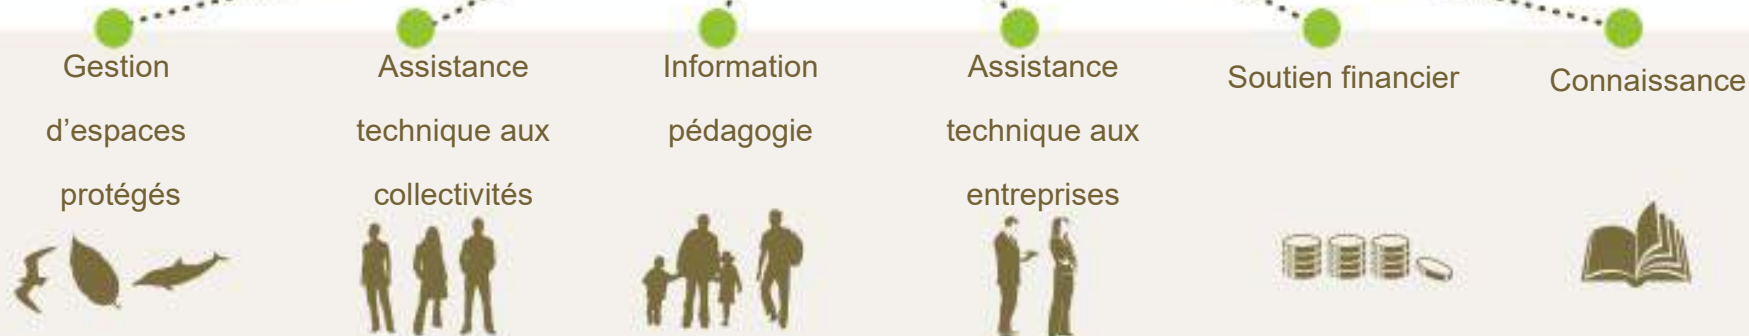 Gestion
d’espaces
protégés
Assistance
technique aux
collectivités
Information
pédagogie
Assistance
technique aux
entreprises
Soutien financier
Connaissance